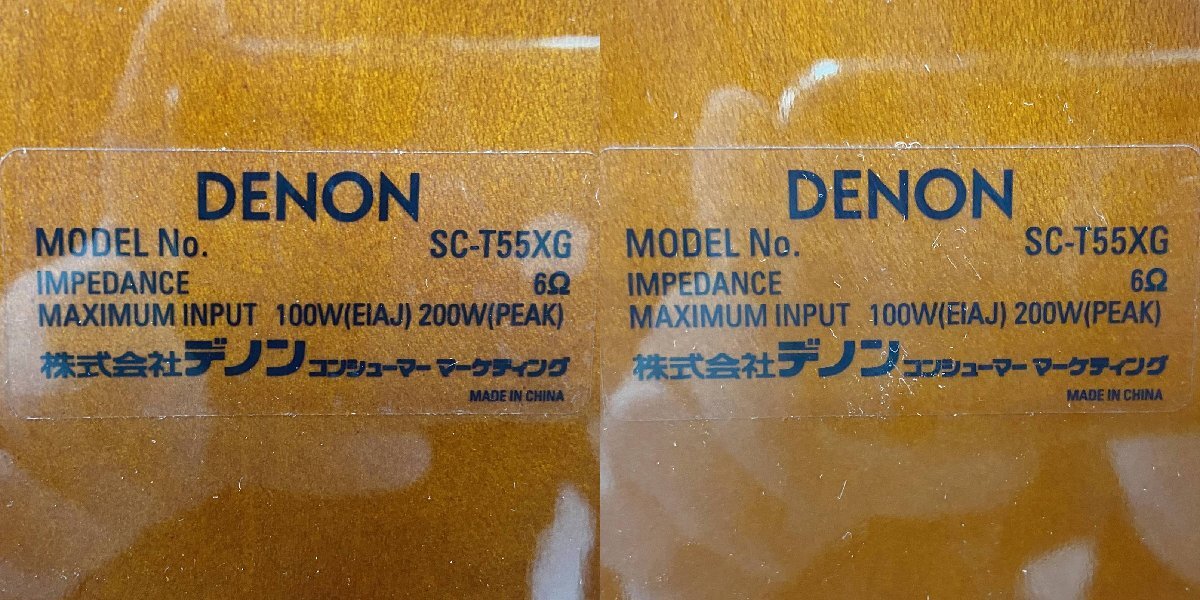 DENON
MODEL No. SC-T55XG
IMPEDANCE 6Ω
MAXIMUM INPUT 100W(EIAJ) 200W(PEAK)
株式会社デノン コンシューマー マーケティング
MADE IN CHINA
DENON
MODEL No. SC-T55XG
IMPEDANCE 6Ω
MAXIMUM INPUT 100W(EIAJ) 200W(PEAK)
株式会社デノン コンシューマー マーケティング
MADE IN CHINA